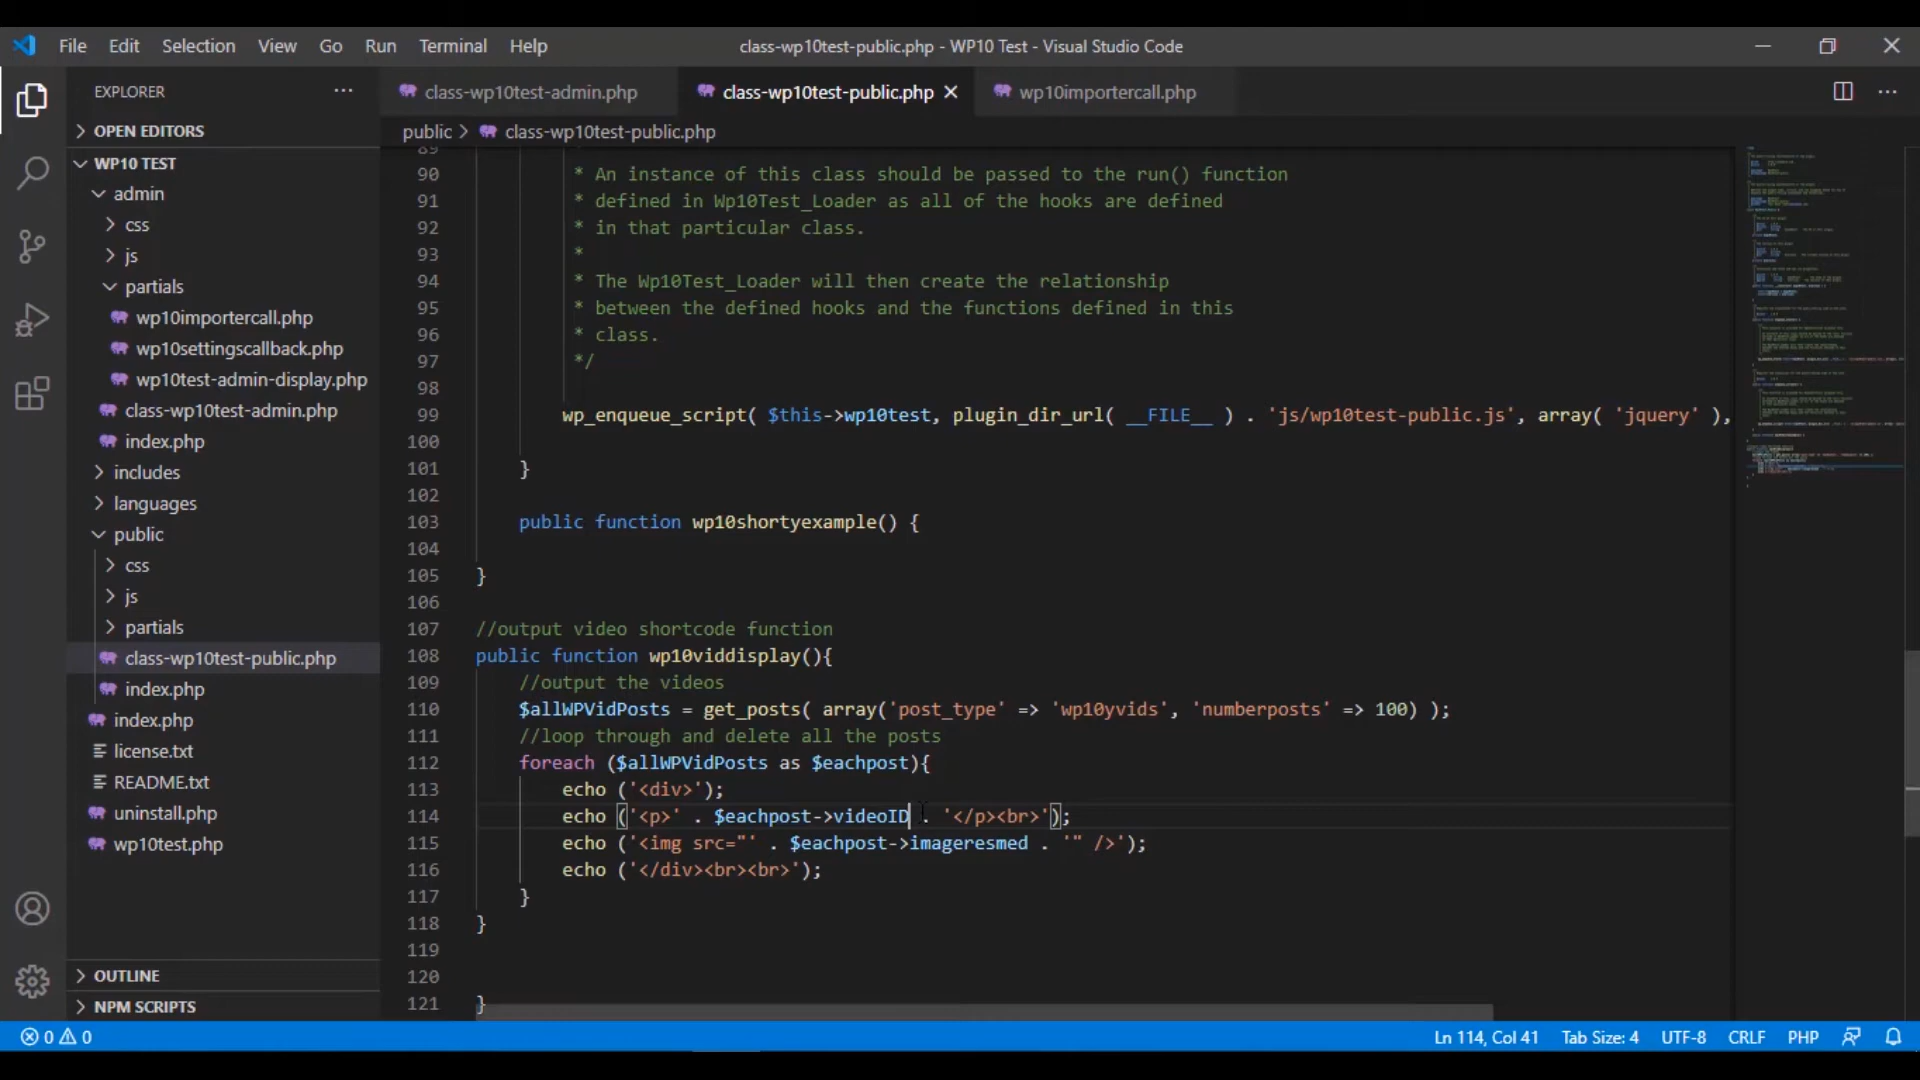 File Edit Selection View Go Run Terminal Help
class-wp10test-public.php - WP10 Test - Visual Studio Code
EXPLORER
OPEN EDITORS
WP10 TEST
admin
css
js
partials
wp10importercall.php
wp10settingscallback.php
wp10test-admin-display.php
class-wp10test-admin.php
index.php
includes
languages
public
css
js
partials
class-wp10test-public.php
index.php
index.php
license.txt
README.txt
uninstall.php
wp10test.php
OUTLINE
NPM SCRIPTS
class-wp10test-admin.php class-wp10test-public.php wp10importercall.php
public > class-wp10test-public.php
89
90 * An instance of this class should be passed to the run() function
91 * defined in Wp10Test_Loader as all of the hooks are defined
92 * in that particular class.
93 *
94 * The Wp10Test_Loader will then create the relationship
95 * between the defined hooks and the functions defined in this
96 * class.
97 */
98
99 wp_enqueue_script( $this->wp10test, plugin_dir_url( __FILE__ ) . 'js/wp10test-public.js', array( 'jquery' ),
100
101 }
102
103 public function wp10shortyexample() {
104
105 }
106
107 //output video shortcode function
108 public function wp10viddisplay(){
109 //output the videos
110 $allWPVidPosts = get_posts( array('post_type' => 'wp10yvids', 'numberposts' => 100) );
111 //loop through and delete all the posts
112 foreach ($allWPVidPosts as $eachpost){
113 echo ('<div>');
114 echo ('<p>' . $eachpost->videoID . '</p><br>');
115 echo ('<img src="' . $eachpost->imageresmed . '" />');
116 echo ('</div><br><br>');
117 }
118 }
119
120
121 }
0 0
Ln 114, Col 41 Tab Size: 4 UTF-8 CRLF PHP